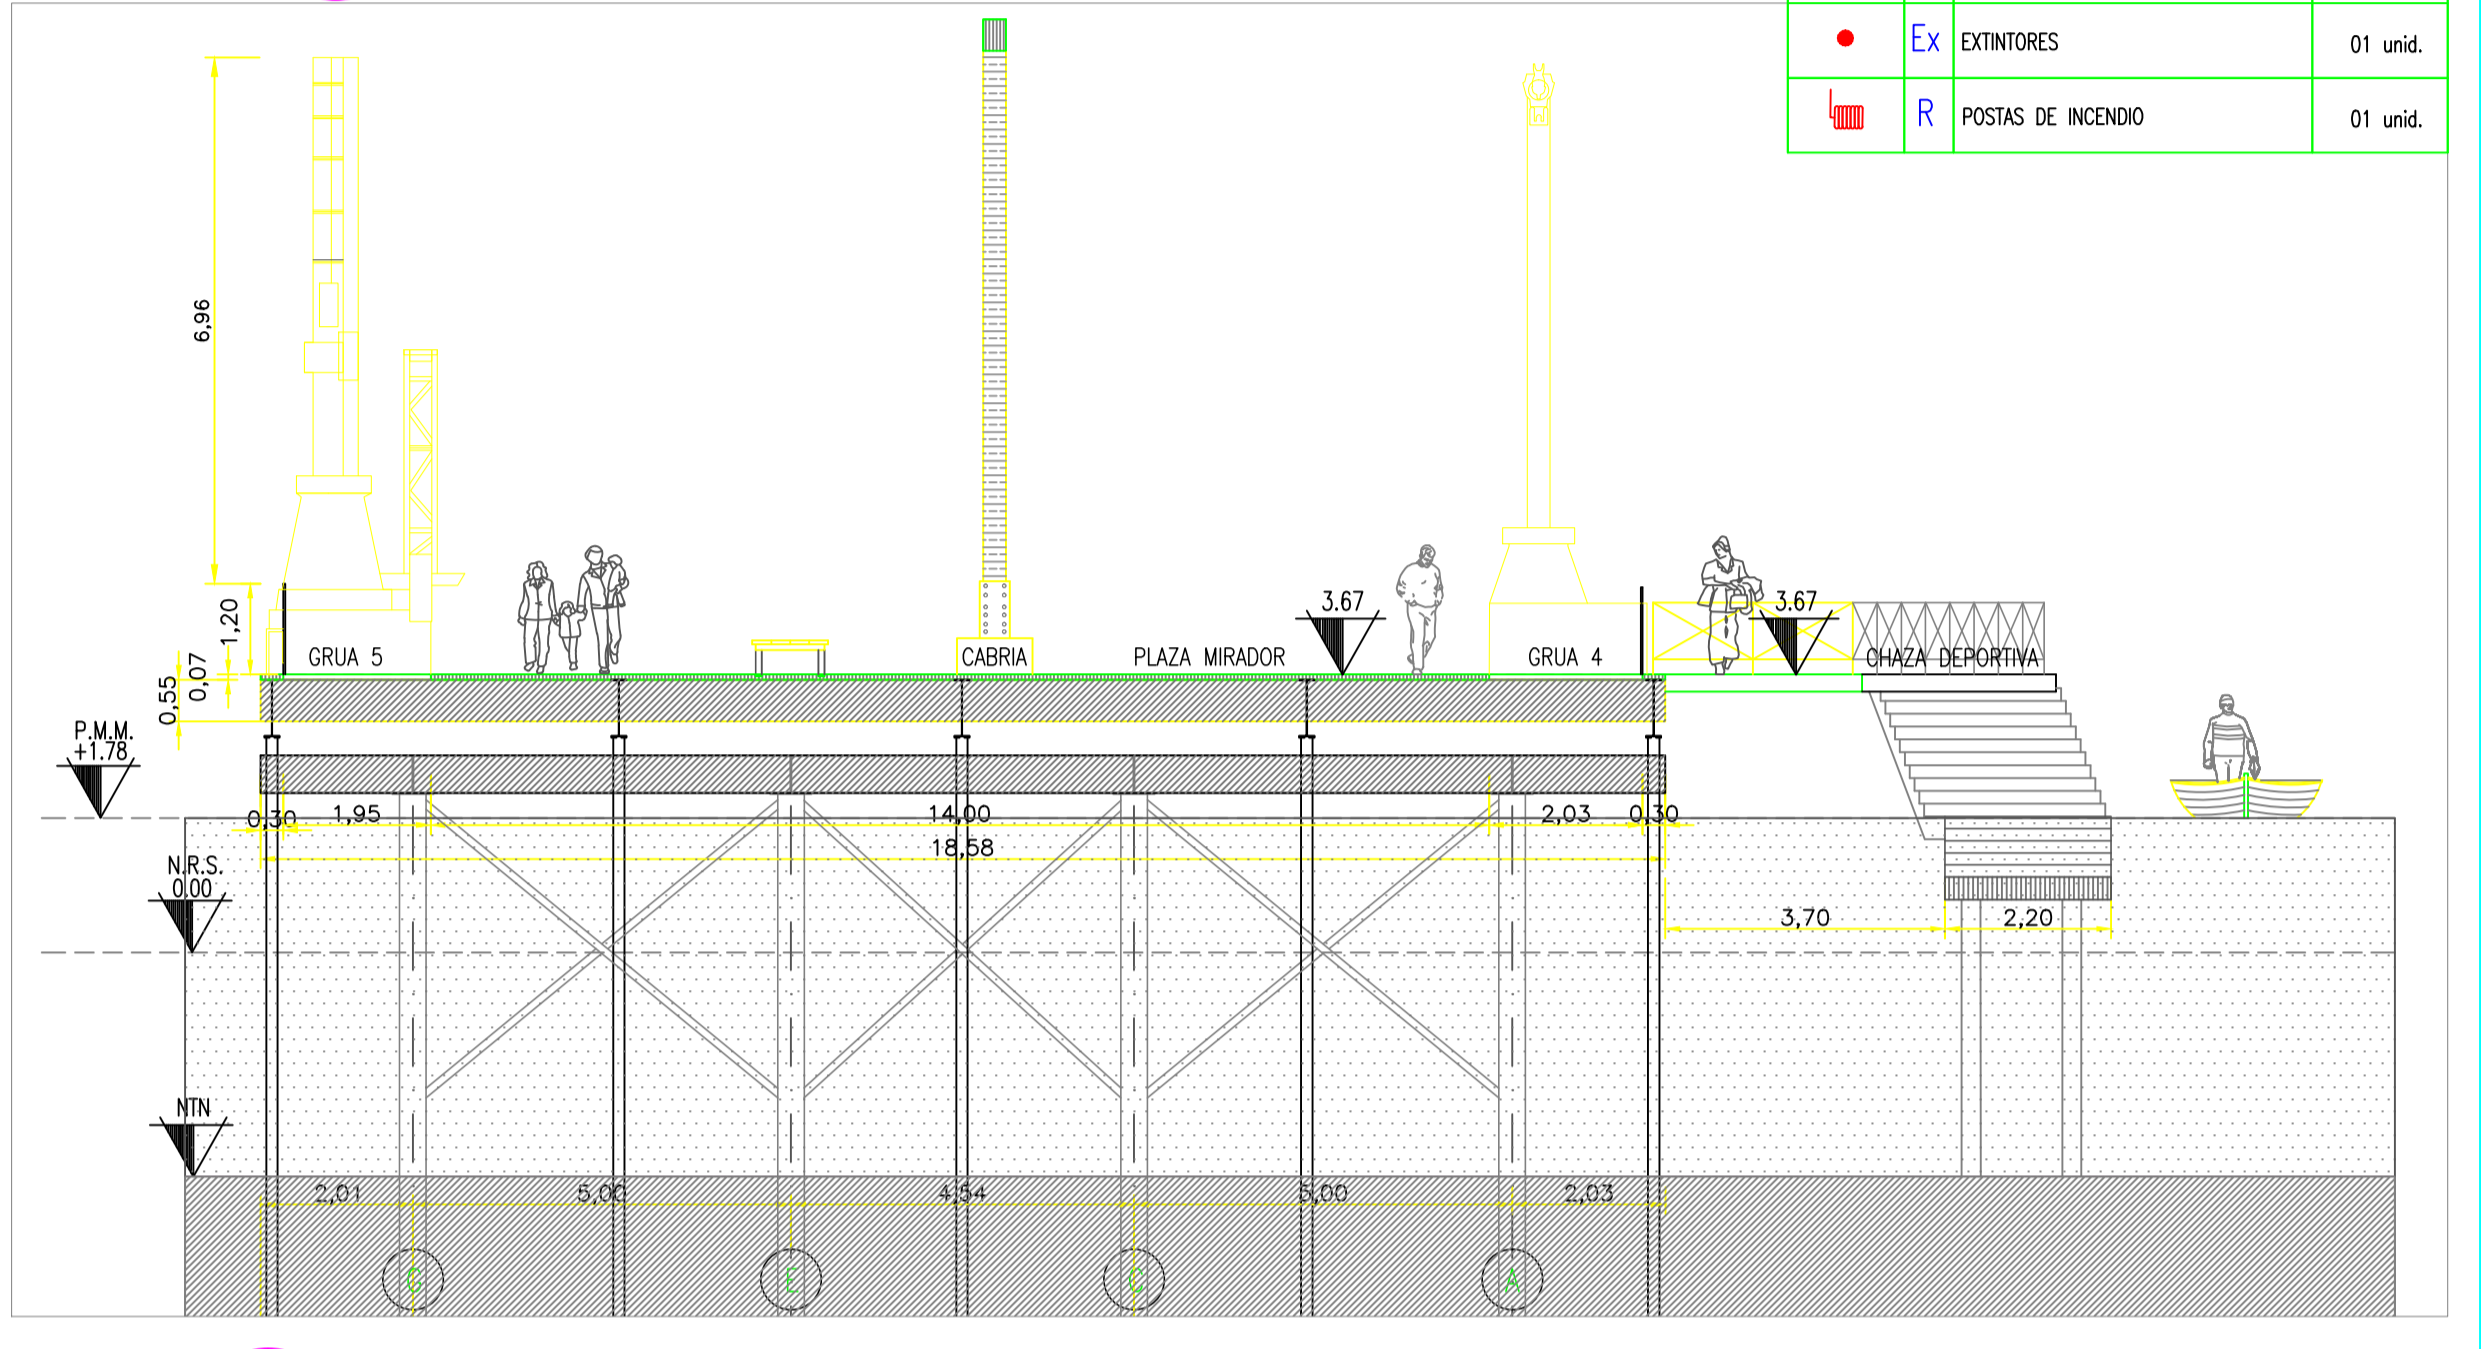 Ex EXTINTORES 01 unid.
R POSTAS DE INCENDIO 01 unid.
6,96
1,20
0,07
0,55
GRUA 5
CABRIA
PLAZA MIRADOR
3.67
GRUA 4
3.67
CHAZA DEPORTIVA
P.M.M.
+1.78
0,30
1,95
14,00
2,03
0,30
18,58
N.R.S.
0.00
3,70
2,20
NTN
2,01
5,00
4,54
5,00
2,03
G
E
C
A